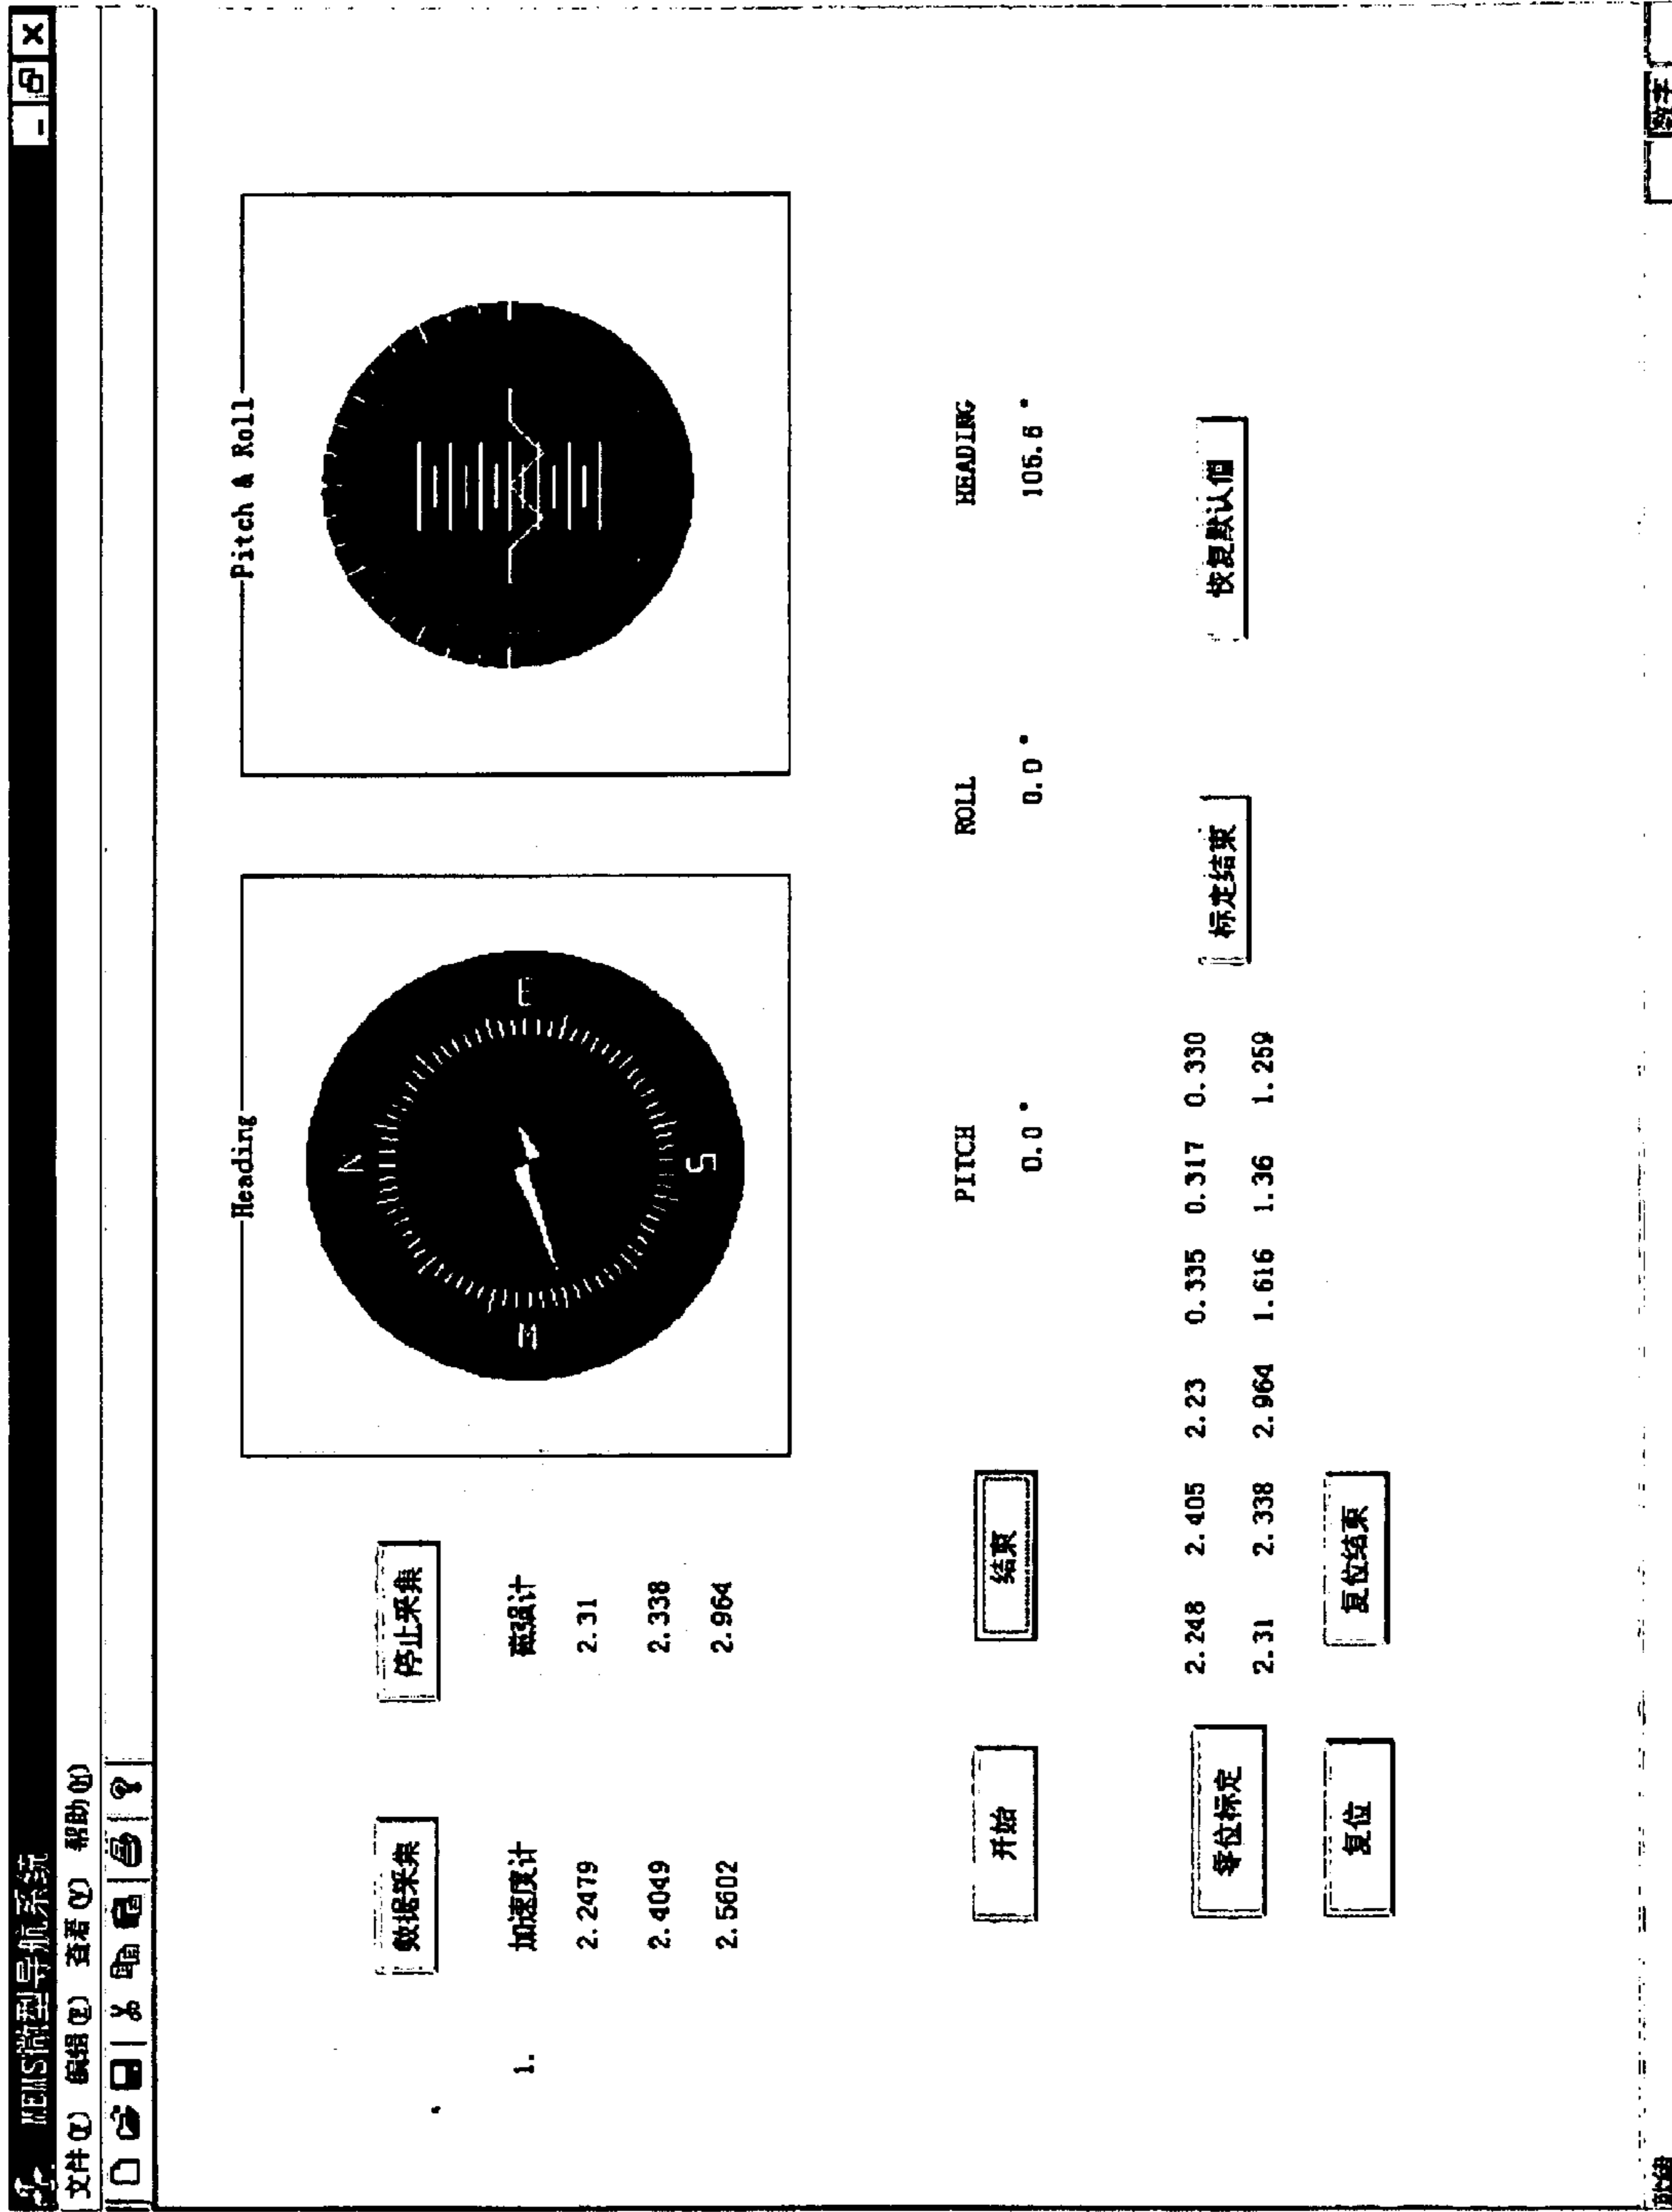 MEMS微型导航系统
文件(F) 编辑(E) 查看(V) 帮助(H)
Heading
Pitch & Roll
数据采集 停止采集
N
W E
S
1. 加速度计 磁强计
2.2479 2.31
2.4049 2.338
2.5602 2.964
开始 结束 PITCH ROLL HEADING
0.0° 0.0° 105.6°
零位标定 2.248 2.405 2.23 0.335 0.317 0.330 标定结束 恢复默认值
2.31 2.338 2.964 1.616 1.36 1.259
复位 复位结束
就绪 数字